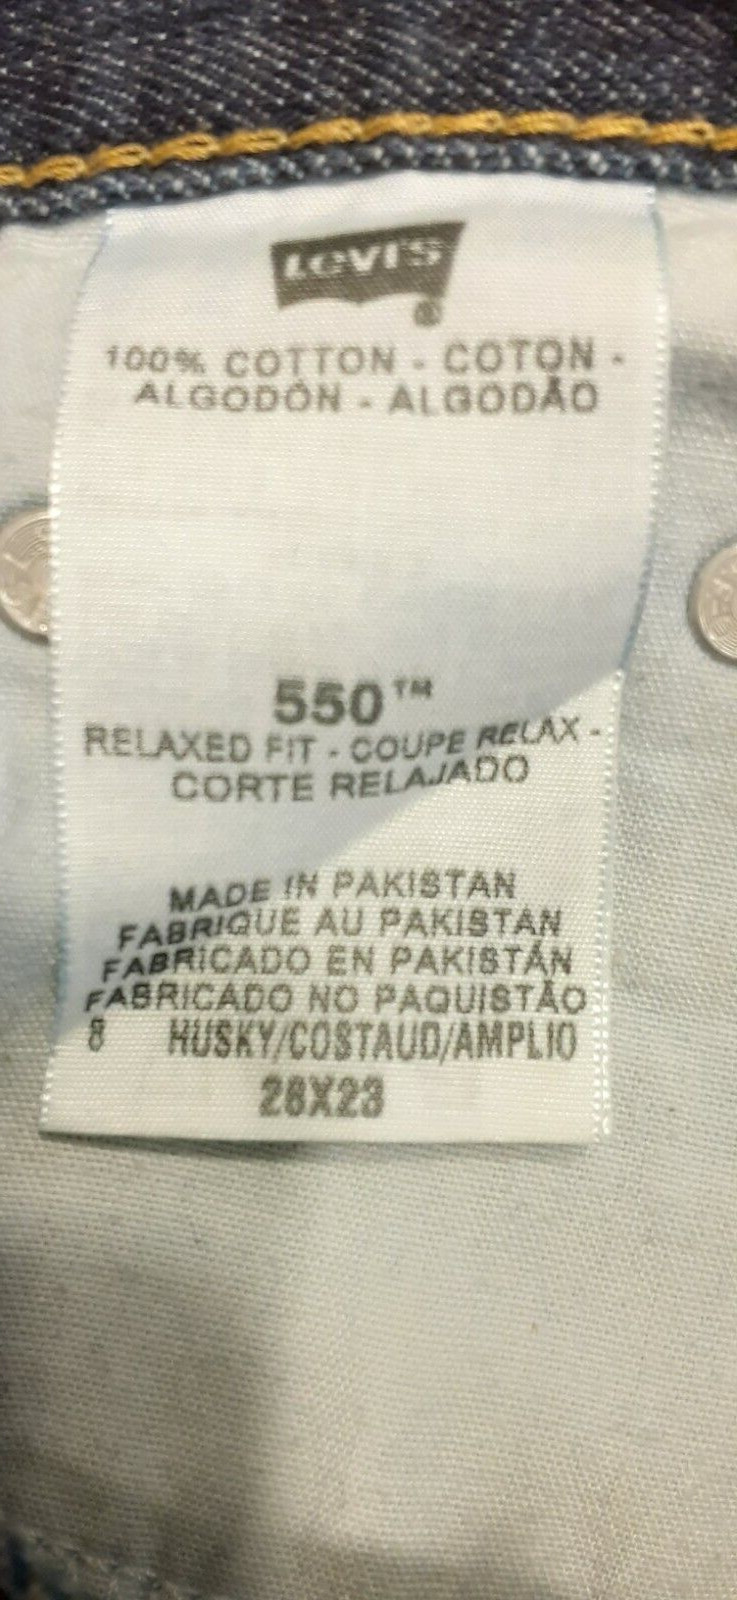 Levi's
®
100% COTTON - COTON -
ALGODÓN - ALGODÃO
550™
RELAXED FIT - COUPE RELAX -
CORTE RELAJADO
MADE IN PAKISTAN
FABRIQUE AU PAKISTAN
FABRICADO EN PAKISTÁN
FABRICADO NO PAQUISTÃO
8 HUSKY/COSTAUD/AMPLIO
28X23